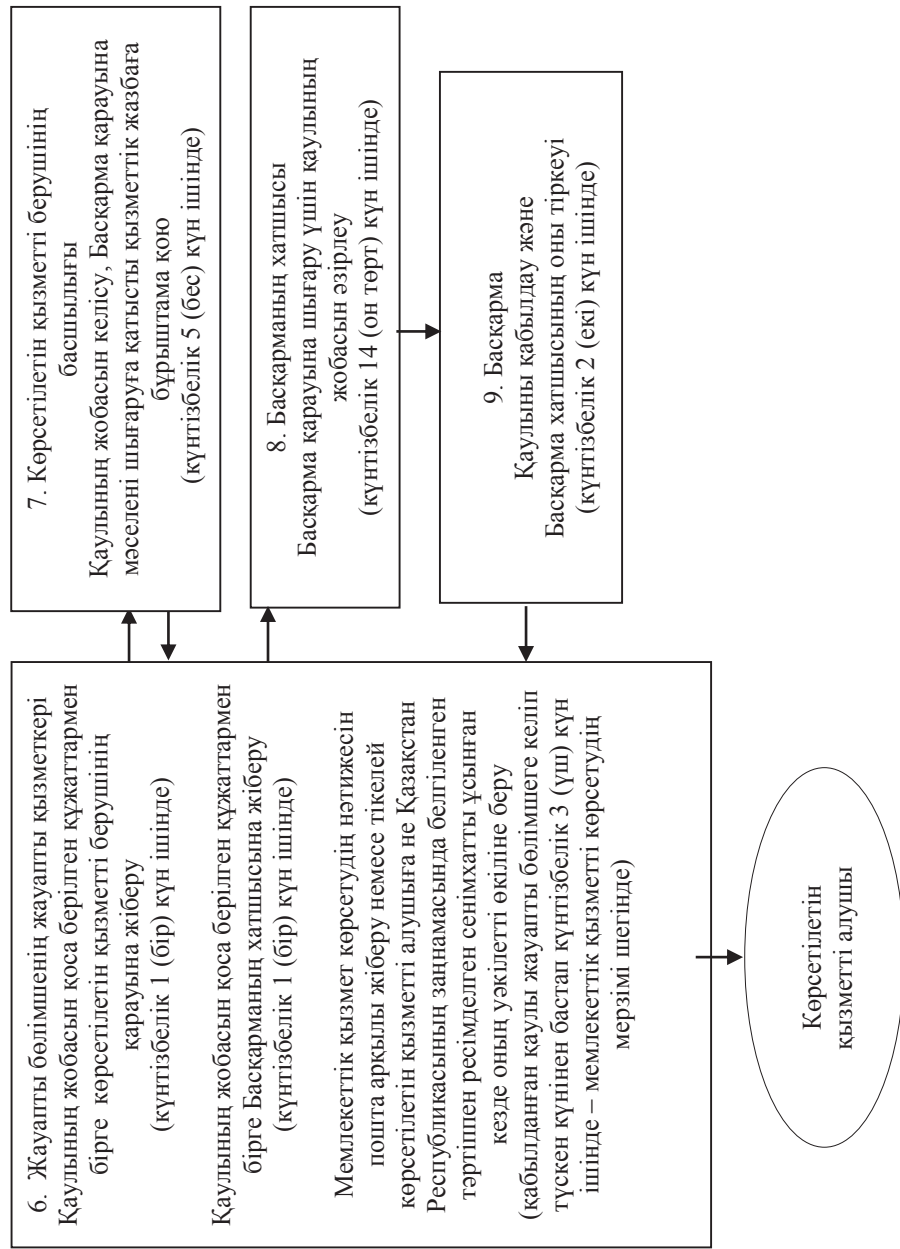 6. Жауапты бөлімшенің жауапты қызметкері
Қаулының жобасын қоса берілген құжаттармен
бірге көрсетілетін қызметті берушінің
қарауына жіберу
(күнтізбелік 1 (бір) күн ішінде)
Қаулының жобасын қоса берілген құжаттармен
бірге Басқарманың хатшысына жіберу
(күнтізбелік 1 (бір) күн ішінде)
Мемлекеттік қызмет көрсетудің нәтижесін
пошта арқылы жіберу немесе тікелей
көрсетілетін қызметті алушыға не Қазақстан
Республикасының заңнамасында белгіленген
тәртіппен ресімделген сенімхатты ұсынған
кезде оның уәкілетті өкіліне беру
(қабылданған қаулы жауапты бөлімшеге келіп
түскен күнінен бастап күнтізбелік 3 (үш) күн
ішінде – мемлекеттік қызметті көрсетудің
мерзімі шегінде)
7. Көрсетілетін қызметті берушінің
басшылығы
Қаулының жобасын келісу, Басқарма қарауына
мәселені шығаруға қатысты қызметтік жазбаға
бұрыштама қою
(күнтізбелік 5 (бес) күн ішінде)
8. Басқарманың хатшысы
Басқарма қарауына шығару үшін қаулының
жобасын әзірлеу
(күнтізбелік 14 (он төрт) күн ішінде)
9. Басқарма
Қаулыны қабылдау және
Басқарма хатшысының оны тіркеуі
(күнтізбелік 2 (екі) күн ішінде)
Көрсетілетін
қызметті алушы